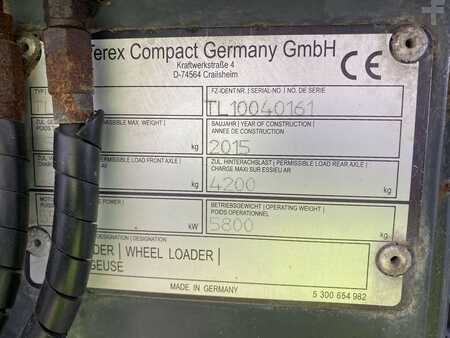 Terex Compact Germany GmbH
Kraftwerkstraße 4
D-74564 Crailsheim
CE
FZ-IDENT.NR. | SERIAL-NO. | NO. DE SERIE
TL10040161
PERMISSIBLE MAX. WEIGHT | BAUJAHR | YEAR OF CONSTRUCTION |
ANNEE DE CONSTRUCTION
kg 2015
ZUL. | PERMISSIBLE LOAD FRONT AXLE | ZUL. HINTERACHSLAST | PERMISSIBLE LOAD REAR AXLE |
CHARGE MAXI SUR ESSIEU AR
kg 4200 kg
POWER | BETRIEBSGEWICHT | OPERATING WEIGHT |
POIDS OPERATIONNEL
kW 5800 kg
DESIGNATION | DESIGNATION
DER | WHEEL LOADER |
GEUSE
MADE IN GERMANY 5 300 654 982